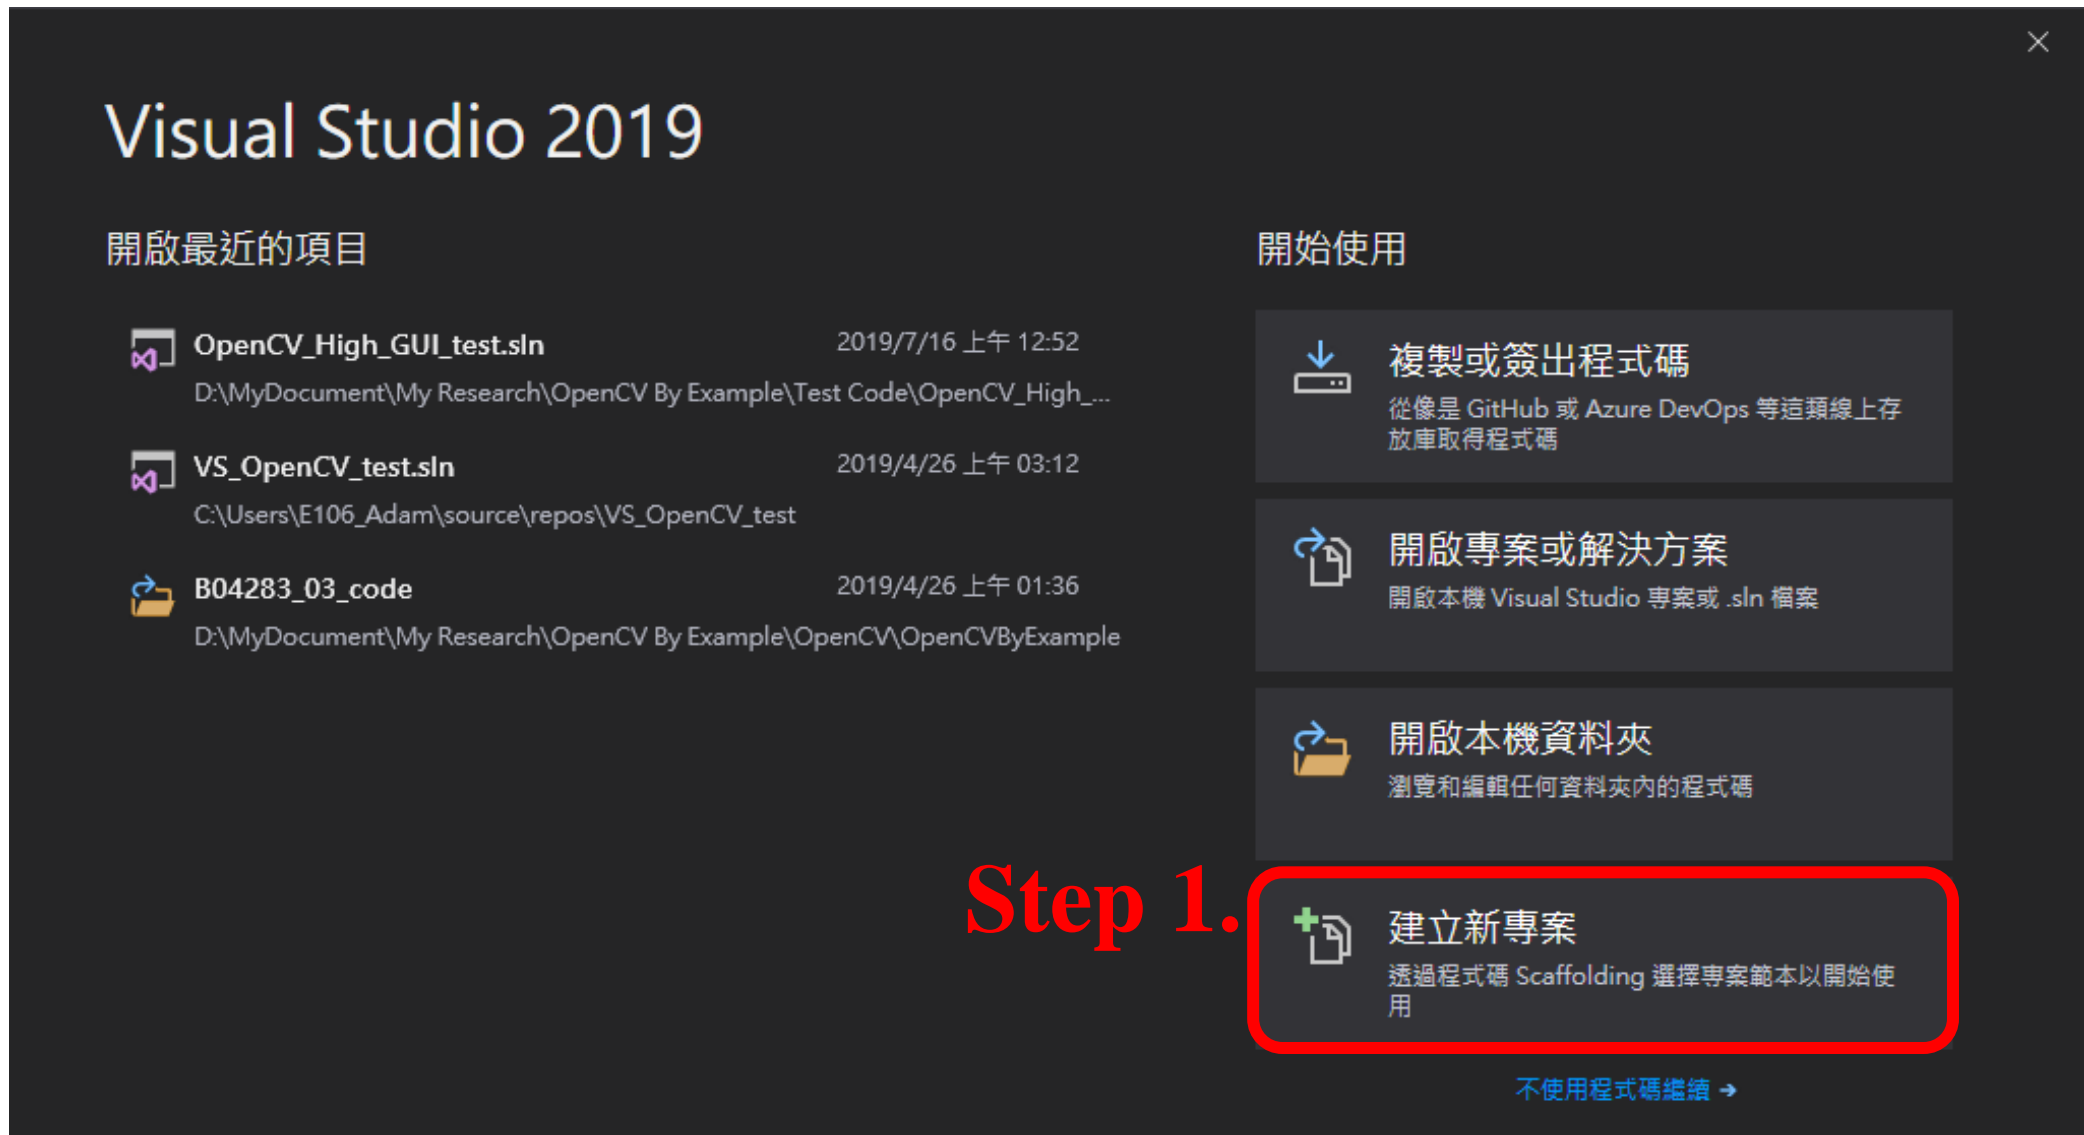 Visual Studio 2019
開啟最近的項目
OpenCV_High_GUI_test.sln
2019/7/16 上午 12:52
D:\MyDocument\My Research\OpenCV By Example\Test Code\OpenCV_High_...
VS_OpenCV_test.sln
2019/4/26 上午 03:12
C:\Users\E106_Adam\source\repos\VS_OpenCV_test
B04283_03_code
2019/4/26 上午 01:36
D:\MyDocument\My Research\OpenCV By Example\OpenCV\OpenCVByExample
開始使用
複製或簽出程式碼
從像是 GitHub 或 Azure DevOps 等這類線上存
放庫取得程式碼
開啟專案或解決方案
開啟本機 Visual Studio 專案或 .sln 檔案
開啟本機資料夾
瀏覽和編輯任何資料夾內的程式碼
Step 1.
建立新專案
透過程式碼 Scaffolding 選擇專案範本以開始使
用
不使用程式碼繼續 →